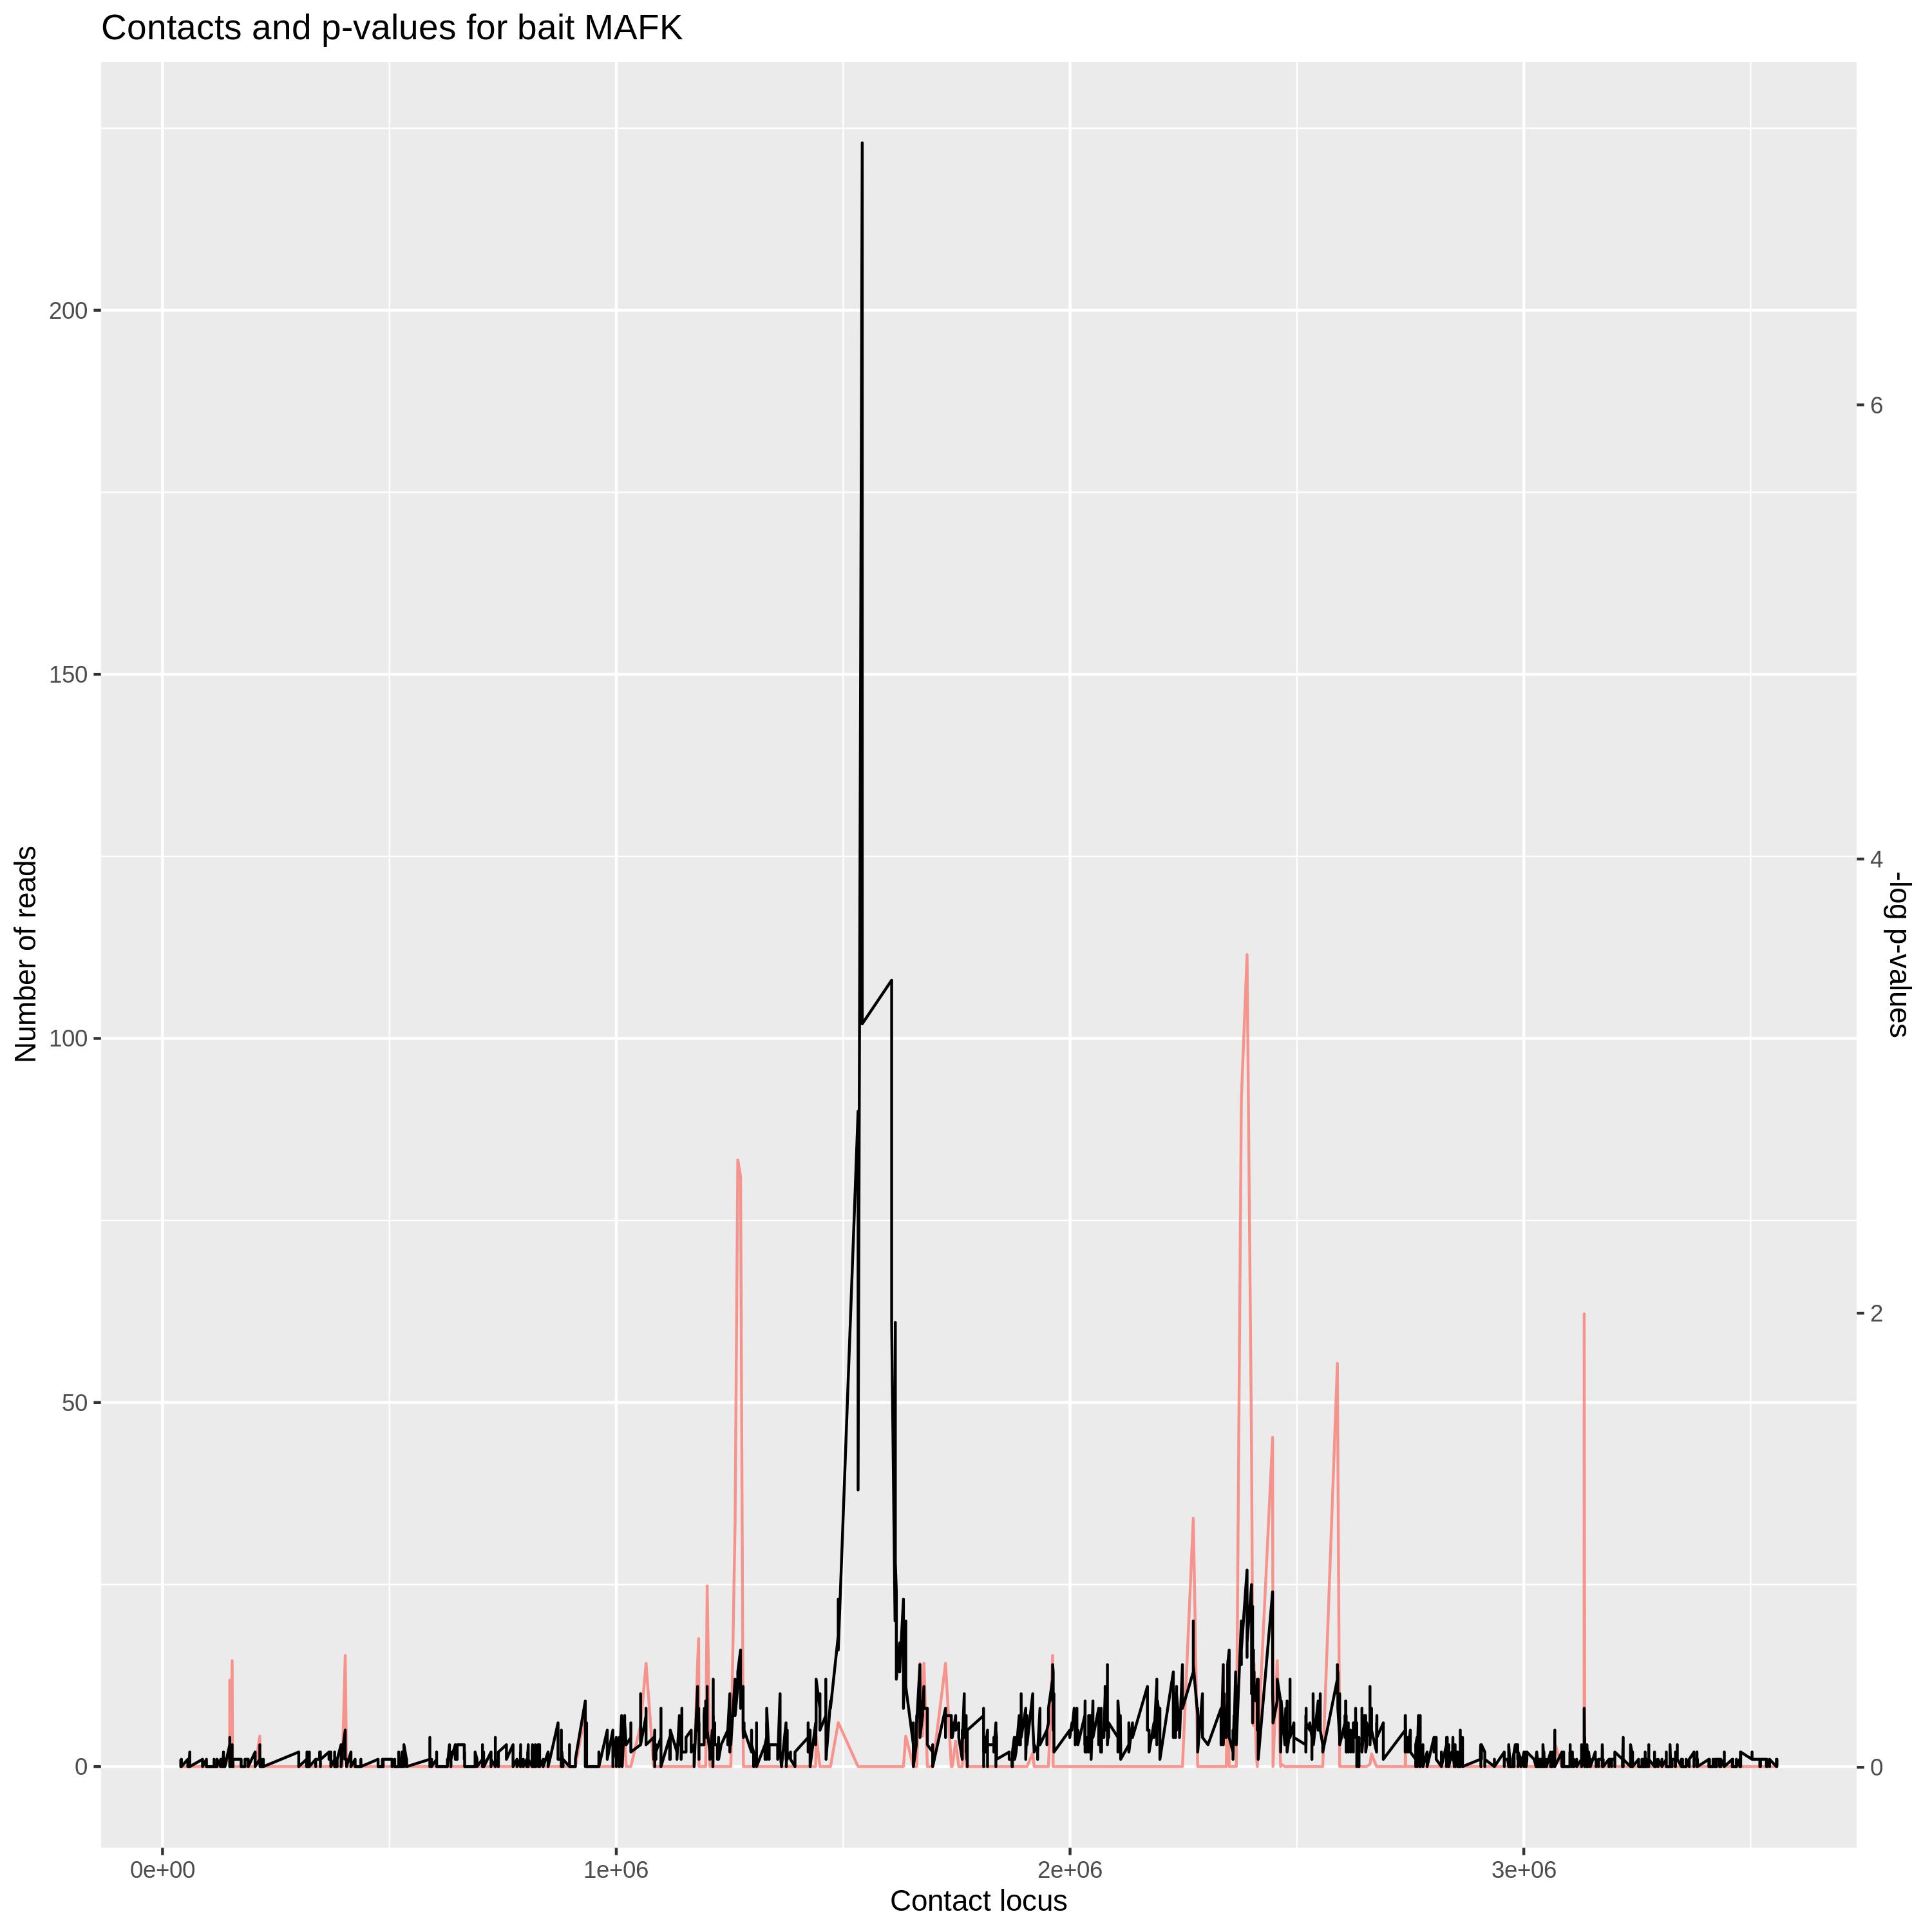 Contacts and p-values for bait MAFK
200
150
100
50
0
Number of reads
6
4
2
0
-log p-values
0e+00
1e+06
2e+06
3e+06
Contact locus